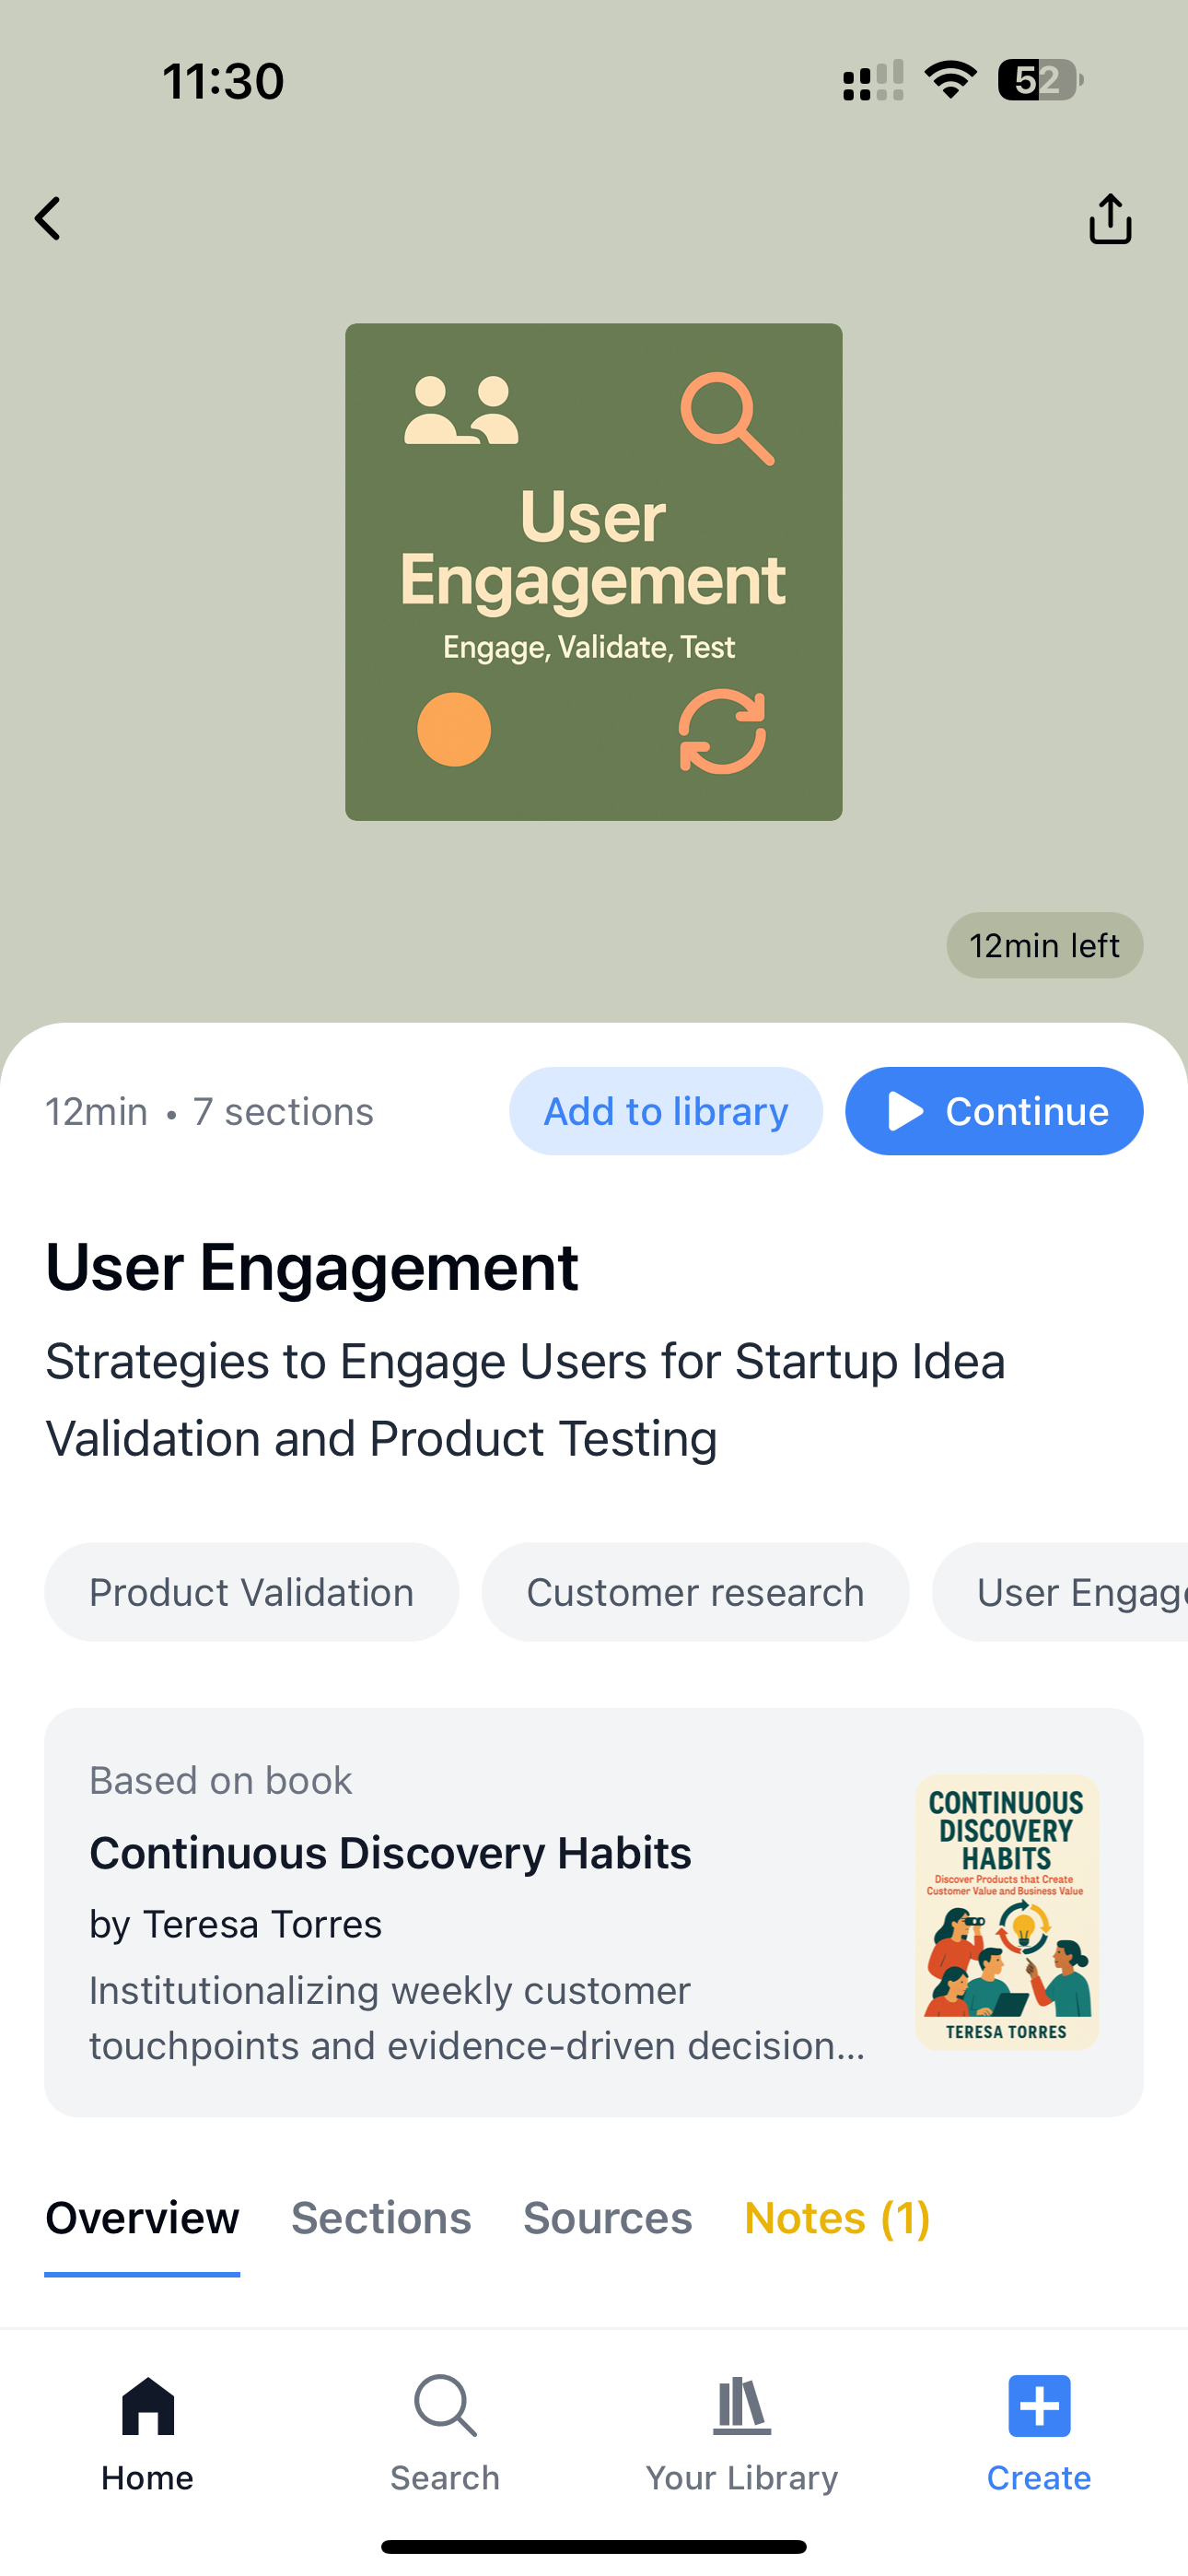 11:30
52
User
Engagement
Engage, Validate, Test
12min left
12min • 7 sections
Add to library
Continue
User Engagement
Strategies to Engage Users for Startup Idea
Validation and Product Testing
Product Validation
Customer research
User Engag
Based on book
Continuous Discovery Habits
by Teresa Torres
Institutionalizing weekly customer
touchpoints and evidence-driven decision...
CONTINUOUS
DISCOVERY
HABITS
Discover Products that Create
Customer Value and Business Value
TERESA TORRES
Overview
Sections
Sources
Notes (1)
Home
Search
Your Library
Create